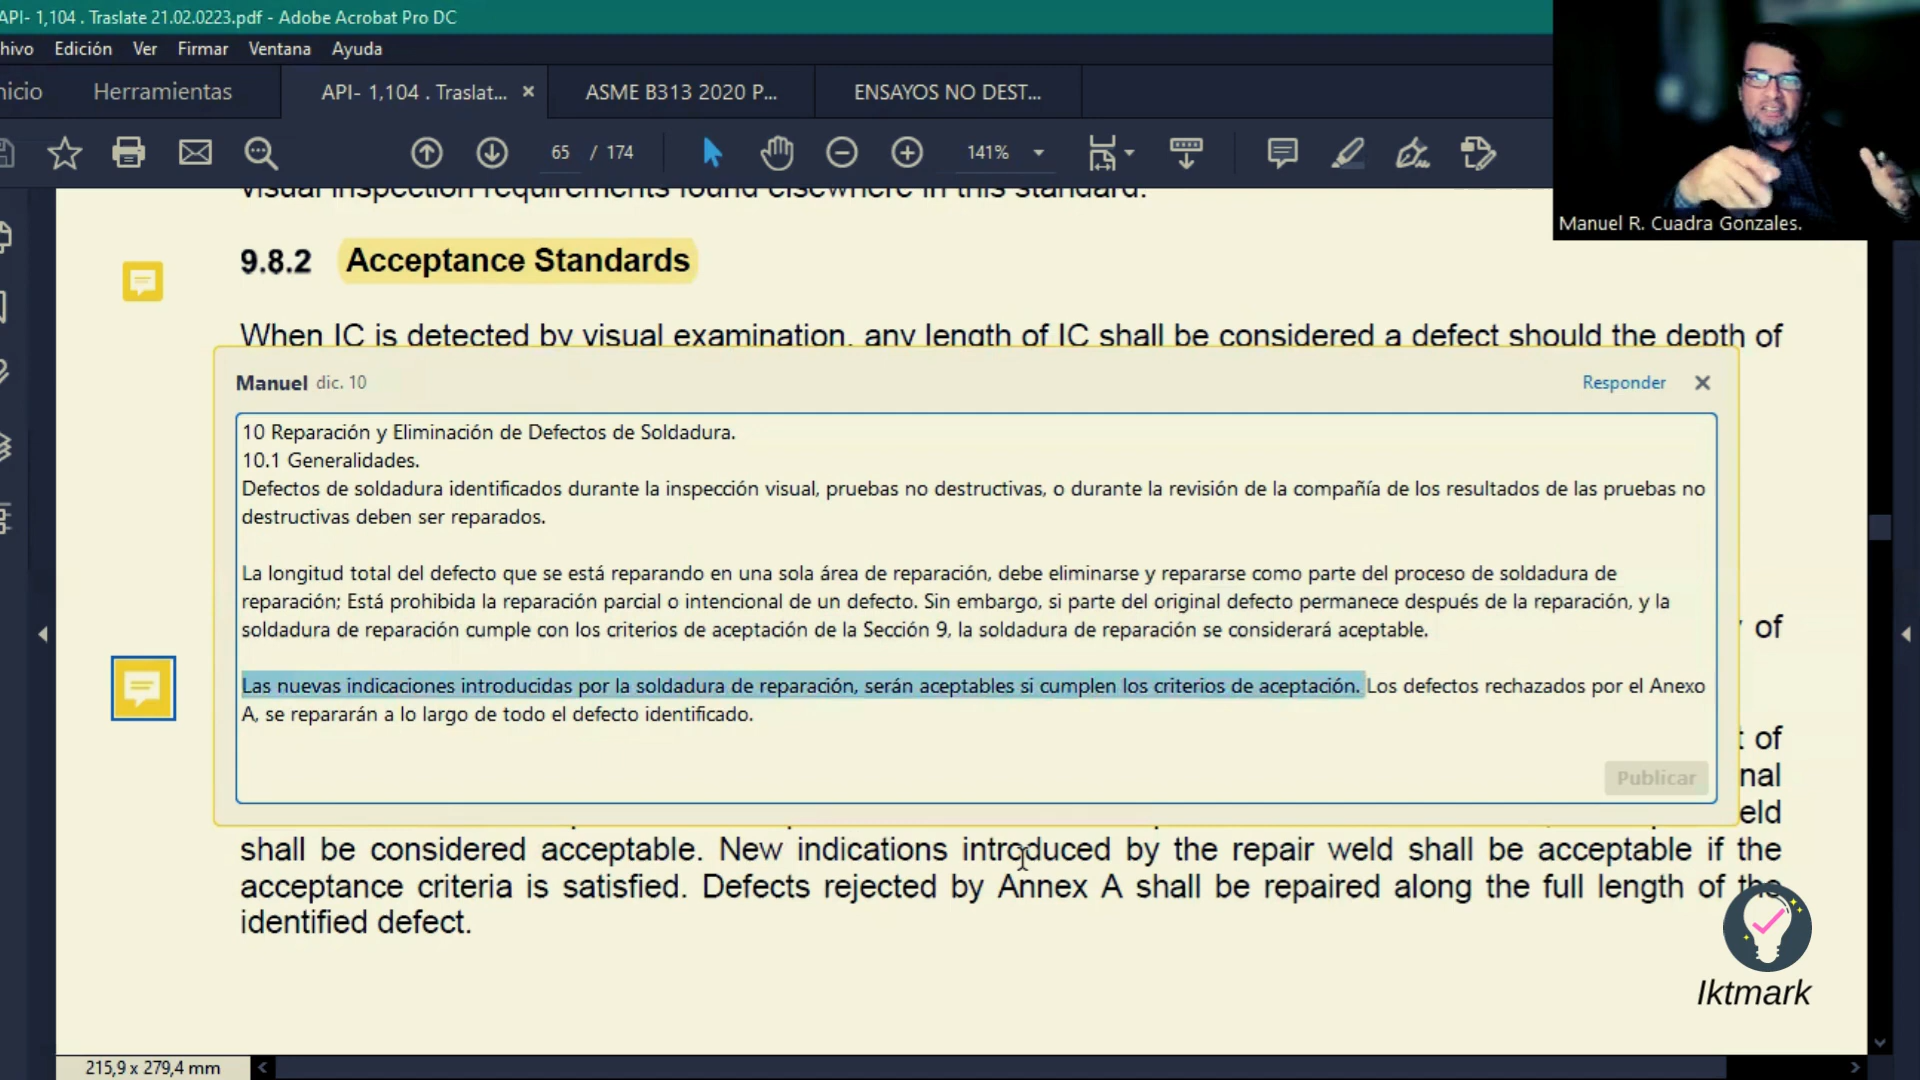 API- 1,104 . Traslate 21.02.0223.pdf - Adobe Acrobat Pro DC
hivo Edición Ver Firmar Ventana Ayuda
nicio Herramientas API- 1,104 . Traslat... ASME B313 2020 P... ENSAYOS NO DEST...
65 / 174 141%
Manuel R. Cuadra Gonzales.
visual inspection requirements found elsewhere in this standard.
9.8.2 Acceptance Standards
When IC is detected by visual examination, any length of IC shall be considered a defect should the depth of
Manuel dic. 10 Responder
10 Reparación y Eliminación de Defectos de Soldadura.
10.1 Generalidades.
Defectos de soldadura identificados durante la inspección visual, pruebas no destructivas, o durante la revisión de la compañía de los resultados de las pruebas no
destructivas deben ser reparados.
La longitud total del defecto que se está reparando en una sola área de reparación, debe eliminarse y repararse como parte del proceso de soldadura de
reparación; Está prohibida la reparación parcial o intencional de un defecto. Sin embargo, si parte del original defecto permanece después de la reparación, y la
soldadura de reparación cumple con los criterios de aceptación de la Sección 9, la soldadura de reparación se considerará aceptable.
of
Las nuevas indicaciones introducidas por la soldadura de reparación, serán aceptables si cumplen los criterios de aceptación. Los defectos rechazados por el Anexo
A, se repararán a lo largo de todo el defecto identificado.
t of
nal
Publicar
eld
shall be considered acceptable. New indications introduced by the repair weld shall be acceptable if the
acceptance criteria is satisfied. Defects rejected by Annex A shall be repaired along the full length of the
identified defect.
Iktmark
215,9 x 279,4 mm